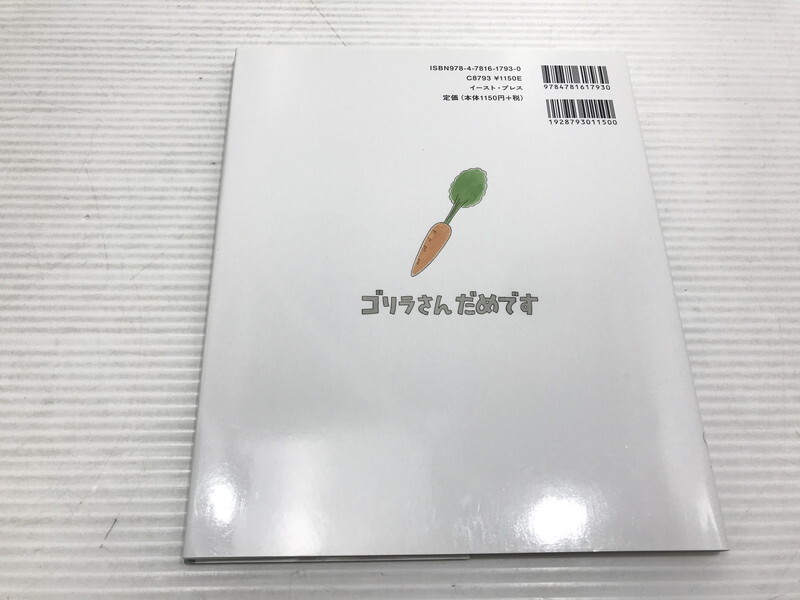 ISBN978-4-7816-1793-0
C8793 ¥1150E
イースト・プレス
定価(本体1150円+税)
9784781617930
1928793011500
ゴリラさん だめです